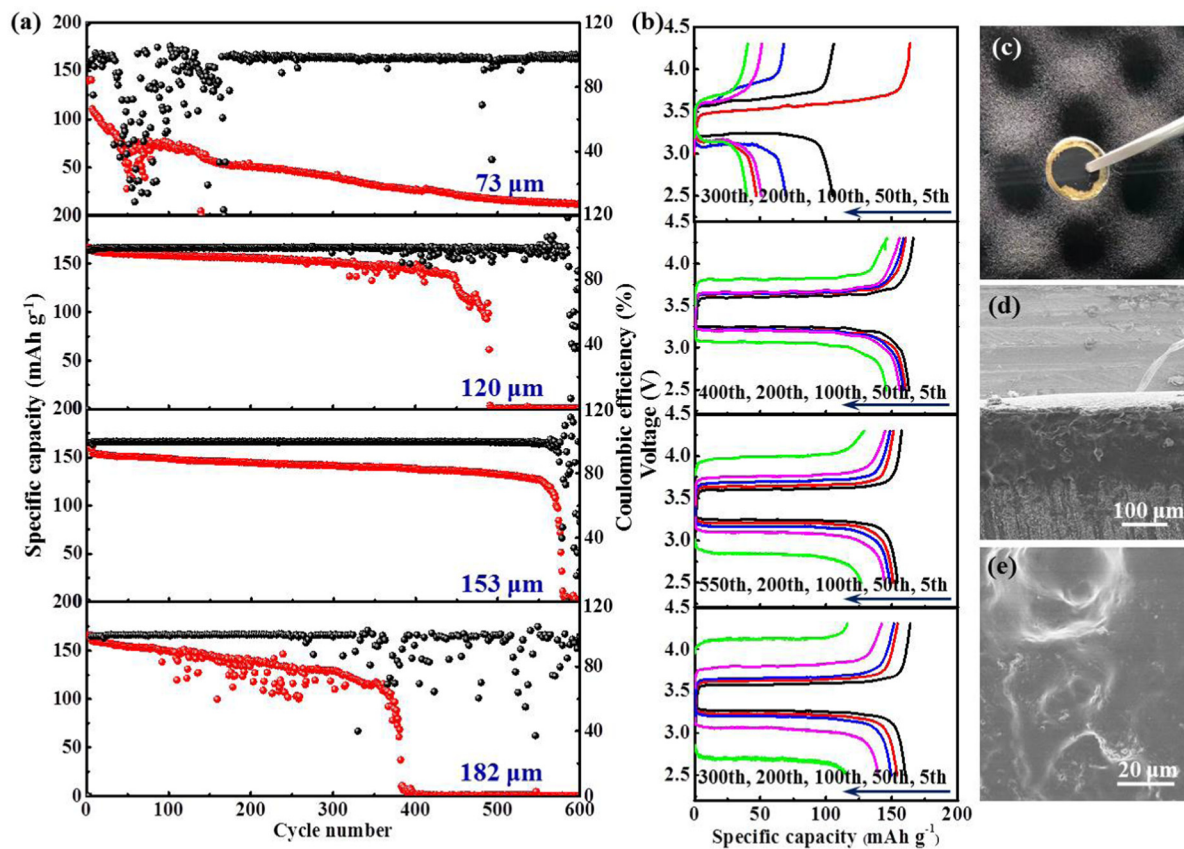 (a)
Specific capacity (mAh g⁻¹)
Coulombic efficiency (%)
Cycle number
200
150
100
50
200
150
100
50
200
150
100
50
200
150
100
50
0
120
80
40
120
80
40
120
80
40
120
80
40
0
0 100 200 300 400 500 600
73 μm
120 μm
153 μm
182 μm
(b)
Voltage (V)
4.5
4.0
3.5
3.0
2.5
4.5
4.0
3.5
3.0
2.5
4.5
4.0
3.5
3.0
2.5
4.5
4.0
3.5
3.0
2.5
300th, 200th, 100th, 50th, 5th
400th, 200th, 100th, 50th, 5th
550th, 200th, 100th, 50th, 5th
300th, 200th, 100th, 50th, 5th
0 50 100 150 200
Specific capacity (mAh g⁻¹)
(c)
(d)
100 μm
(e)
20 μm